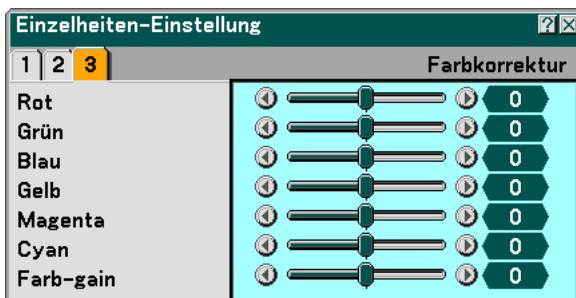 Einzelheiten-Einstellung ? ×
1 2 3 Farbkorrektur
Rot 0
Grün 0
Blau 0
Gelb 0
Magenta 0
Cyan 0
Farb-gain 0